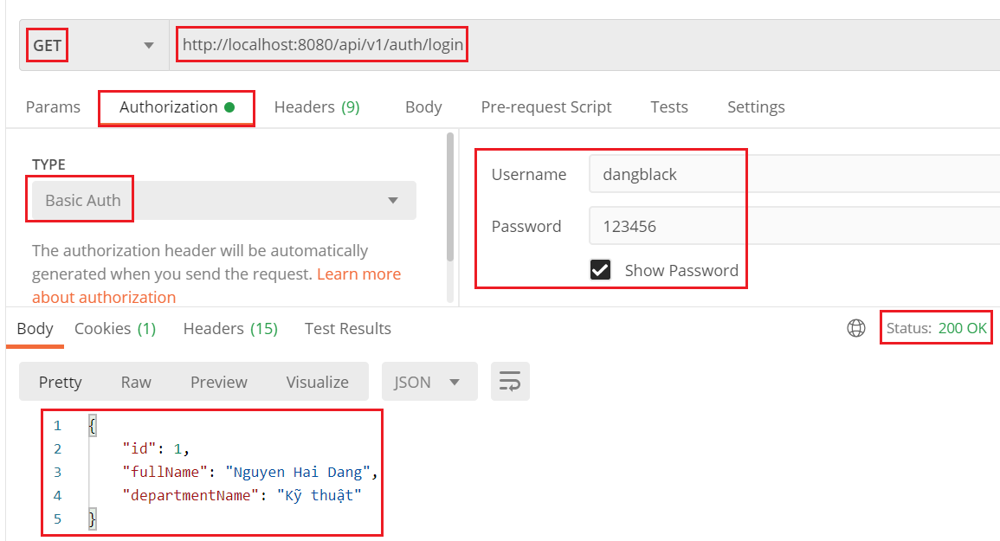 GET http://localhost:8080/api/v1/auth/login
Params Authorization Headers (9) Body Pre-request Script Tests Settings
TYPE
Basic Auth
The authorization header will be automatically
generated when you send the request. Learn more
about authorization
Username dangblack
Password 123456
Show Password
Body Cookies (1) Headers (15) Test Results Status: 200 OK
Pretty Raw Preview Visualize JSON
1 {
2 "id": 1,
3 "fullName": "Nguyen Hai Dang",
4 "departmentName": "Kỹ thuật"
5 }